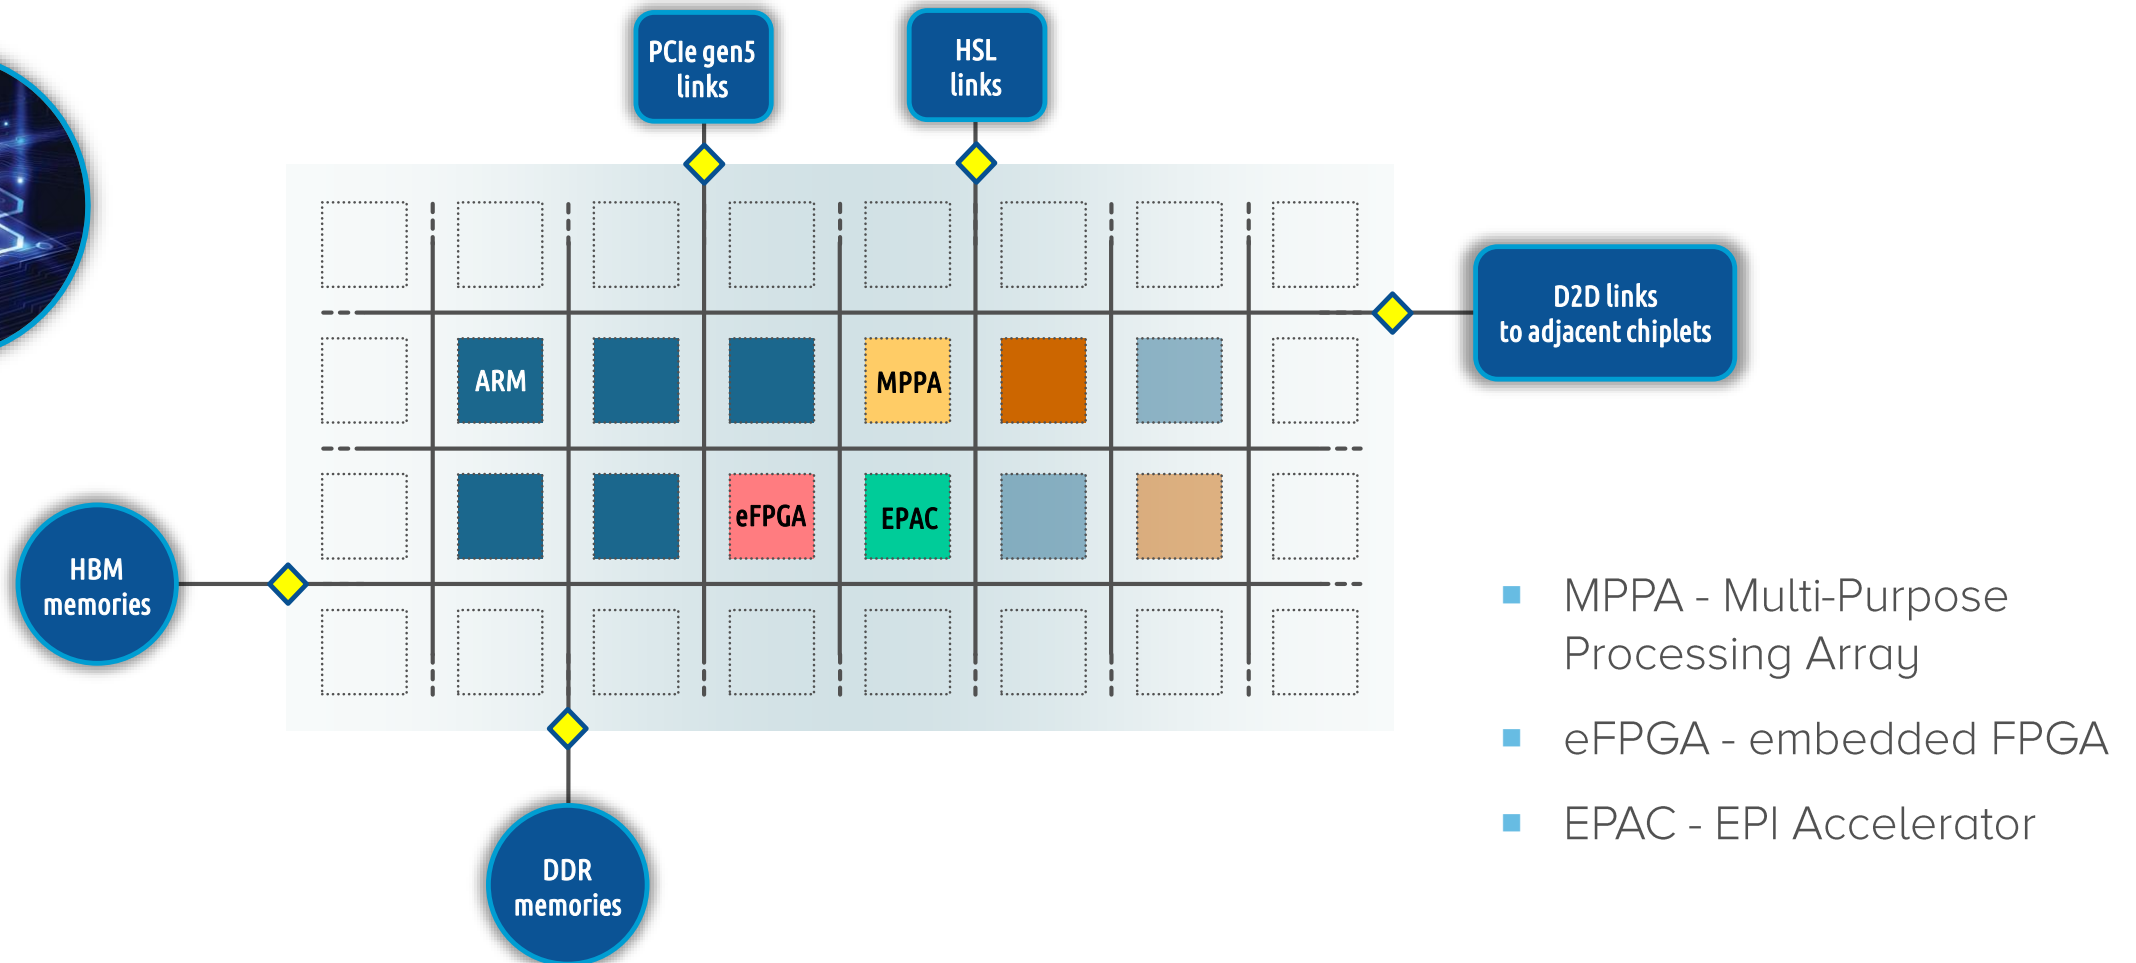 PCIe gen5
links
HSL
links
D2D links
to adjacent chiplets
ARM
MPPA
eFPGA
EPAC
HBM
memories
DDR
memories
MPPA - Multi-Purpose
Processing Array
eFPGA - embedded FPGA
EPAC - EPI Accelerator